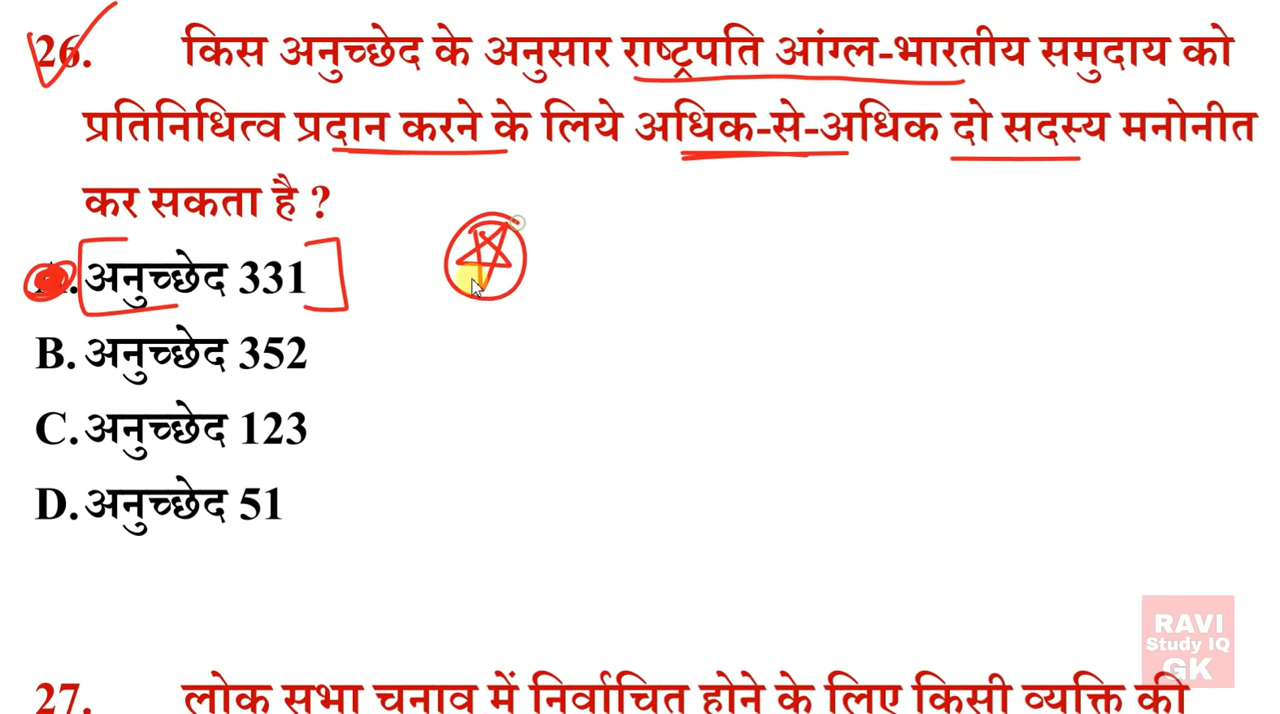 26. किस अनुच्छेद के अनुसार राष्ट्रपति आंग्ल-भारतीय समुदाय को
प्रतिनिधित्व प्रदान करने के लिये अधिक-से-अधिक दो सदस्य मनोनीत
कर सकता है ?
A. अनुच्छेद 331
B. अनुच्छेद 352
C. अनुच्छेद 123
D. अनुच्छेद 51
RAVI
Study IQ
GK
27. लोक सभा चुनाव में निर्वाचित होने के लिए किसी व्यक्ति की